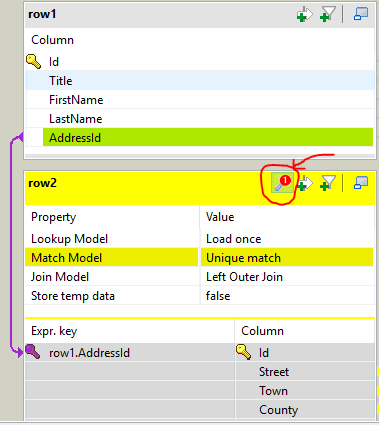 row1
Column
Id
Title
FirstName
LastName
AddressId
row2
1
Property Value
Lookup Model Load once
Match Model Unique match
Join Model Left Outer Join
Store temp data false
Expr. key Column
row1.AddressId Id
Street
Town
County